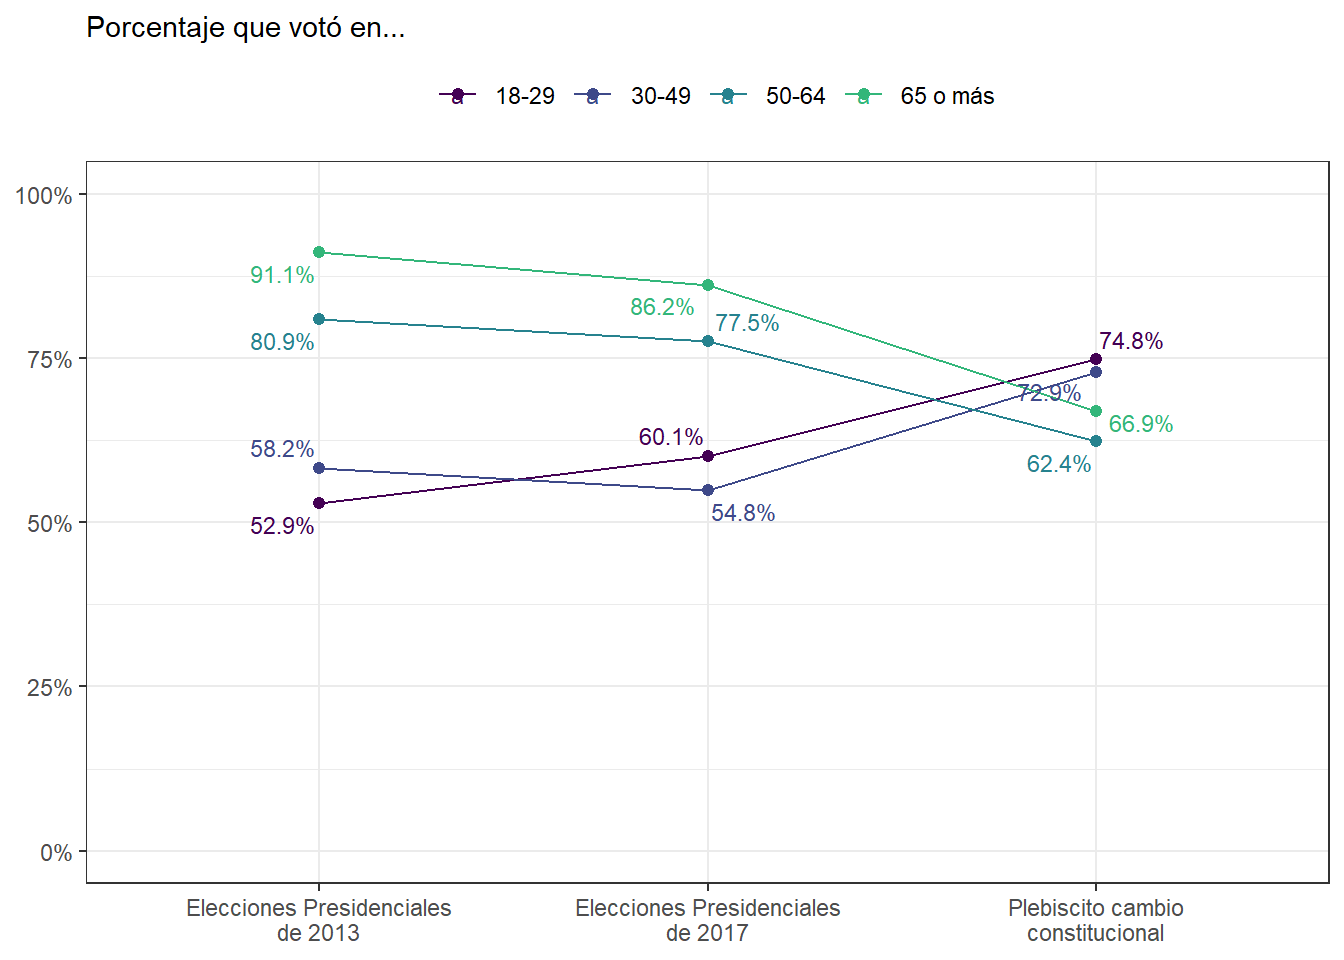 Porcentaje que votó en...
a 18-29 a 30-49 a 50-64 a 65 o más
100%
75%
50%
25%
0%
91.1%
86.2%
77.5%
80.9%
74.8%
72.9%
66.9%
62.4%
60.1%
58.2%
54.8%
52.9%
Elecciones Presidenciales
de 2013
Elecciones Presidenciales
de 2017
Plebiscito cambio
constitucional